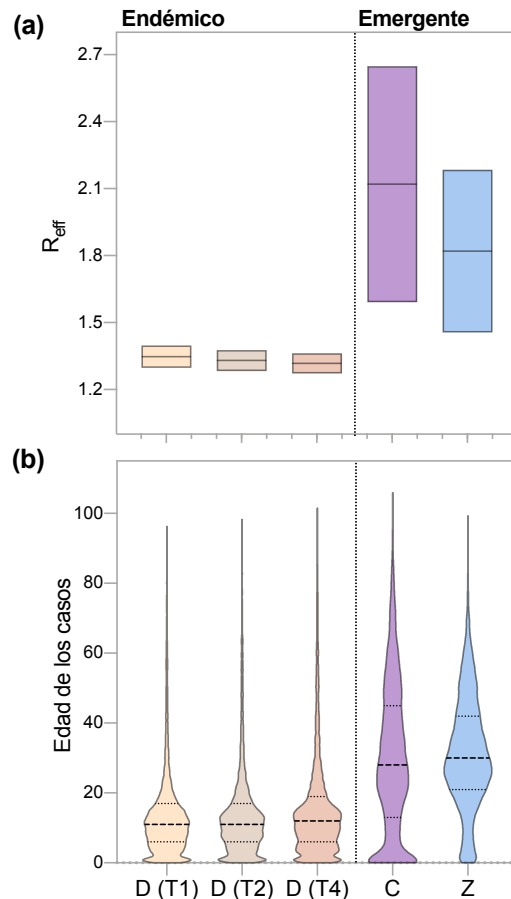 (a) Endémico Emergente
2.7
2.4
2.1
1.8
1.5
1.2
Reff
(b)
100
80
60
40
20
0
Edad de los casos
D (T1) D (T2) D (T4) C Z